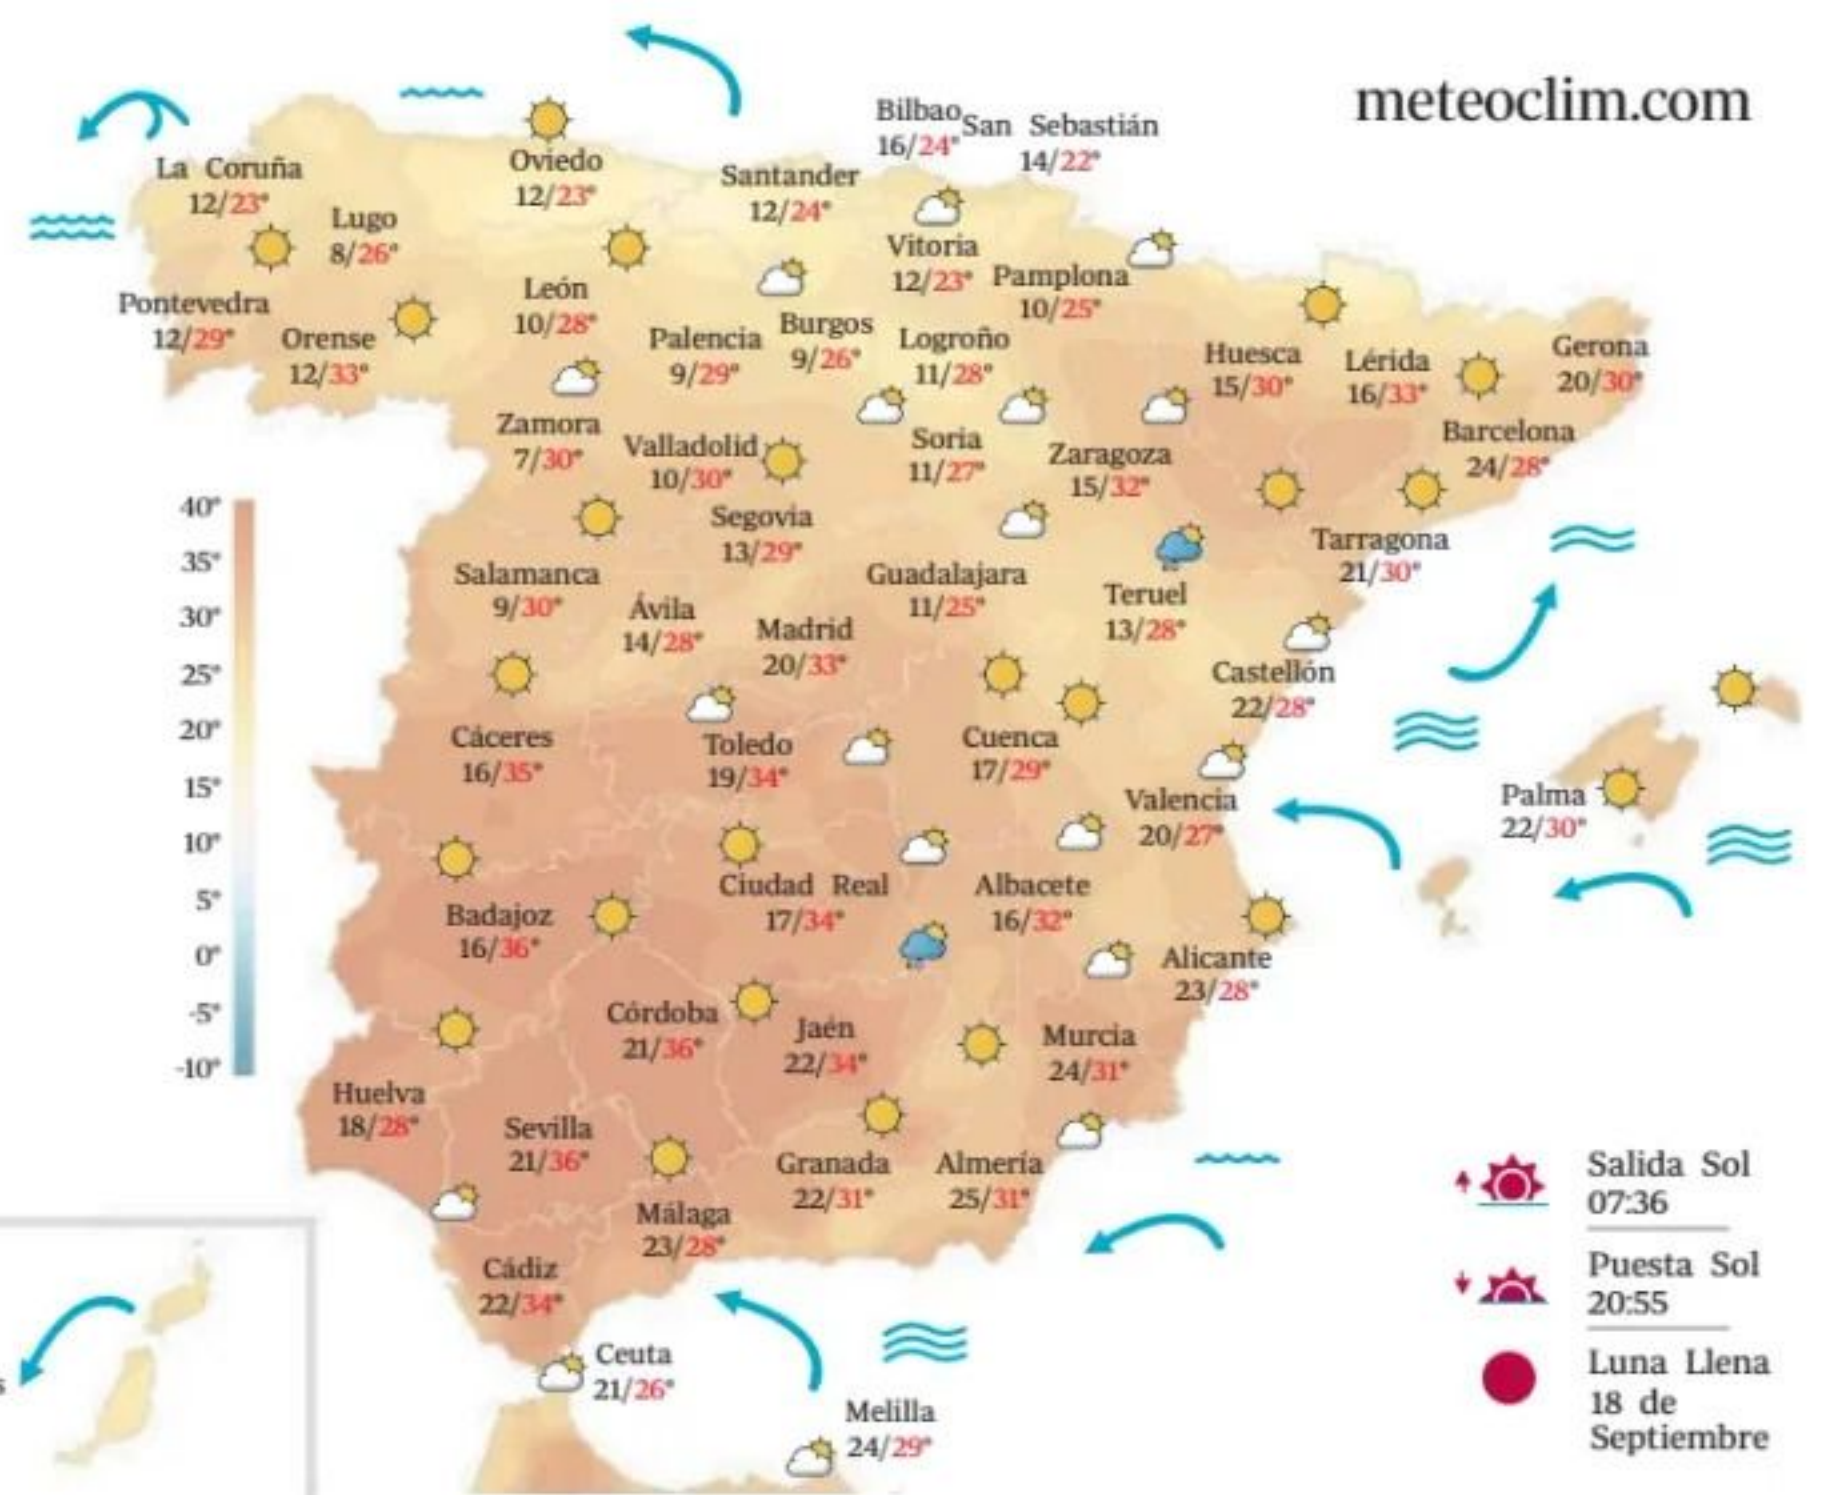 meteoclim.com
Bilbao
16/24°
San Sebastián
14/22°
La Coruña
12/23°
Oviedo
12/23°
Santander
12/24°
Lugo
8/26°
Vitoria
12/23°
Pamplona
10/25°
Pontevedra
12/29°
Orense
12/33°
León
10/28°
Palencia
9/29°
Burgos
9/26°
Logroño
11/28°
Huesca
15/30°
Lérida
16/33°
Gerona
20/30°
Zamora
7/30°
Valladolid
10/30°
Soria
11/27°
Zaragoza
15/32°
Barcelona
24/28°
Segovia
13/29°
Tarragona
21/30°
Salamanca
9/30°
Ávila
14/28°
Madrid
20/33°
Guadalajara
11/25°
Teruel
13/28°
Castellón
22/28°
Cáceres
16/35°
Toledo
19/34°
Cuenca
17/29°
Valencia
20/27°
Palma
22/30°
Badajoz
16/36°
Ciudad Real
17/34°
Albacete
16/32°
Alicante
23/28°
Córdoba
21/36°
Jaén
22/34°
Murcia
24/31°
Huelva
18/28°
Sevilla
21/36°
Granada
22/31°
Almería
25/31°
Málaga
23/28°
Cádiz
22/34°
Ceuta
21/26°
Melilla
24/29°
40°
35°
30°
25°
20°
15°
10°
5°
0°
-5°
-10°
Salida Sol
07:36
Puesta Sol
20:55
Luna Llena
18 de
Septiembre